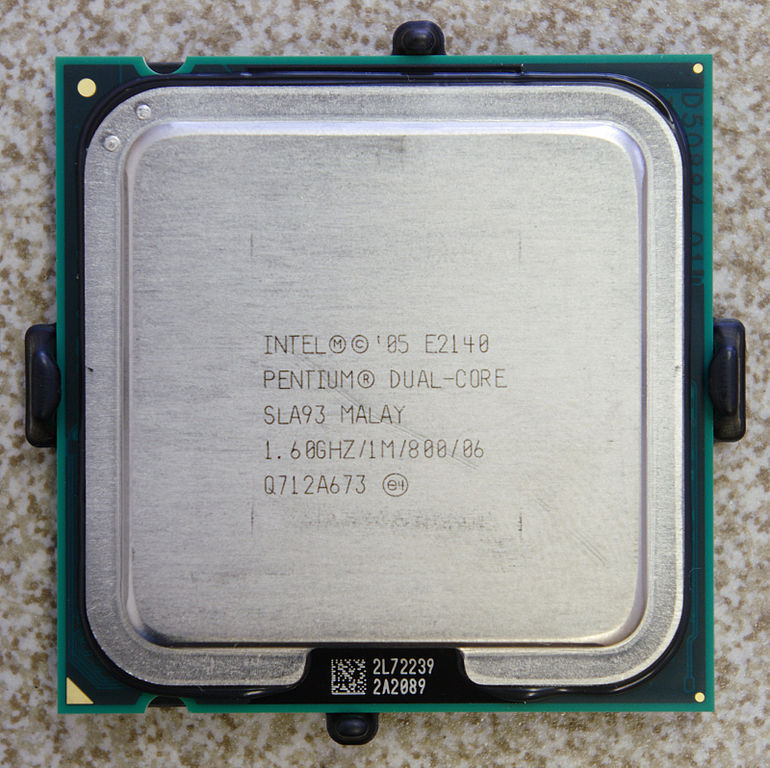 INTEL Ⓜ © '05 E2140
PENTIUM® DUAL-CORE
SLA93 MALAY
1.60GHZ/1M/800/06
Q712A673 e4
2L72239
2A2089